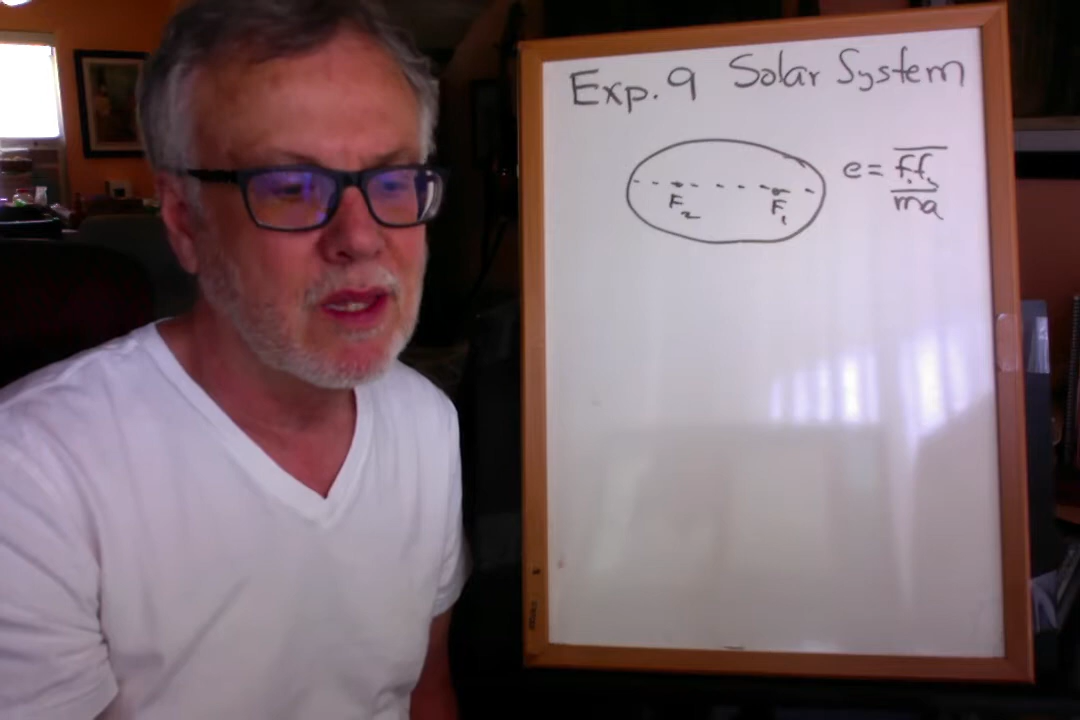 Exp. 9 Solar System
e = f₁f₂
ma
F₂ F₁